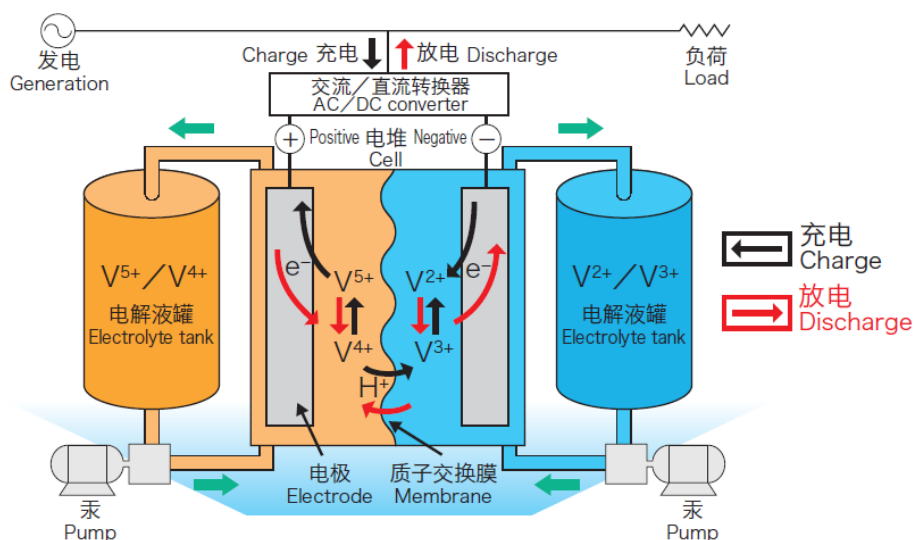 发电
Generation
Charge 充电
放电 Discharge
负荷
Load
交流／直流转换器
AC／DC converter
+ Positive 电堆 Negative −
Cell
V5+／V4+
电解液罐
Electrolyte tank
e−
V5+
V4+
V2+
V3+
e−
H+
V2+／V3+
电解液罐
Electrolyte tank
充电
Charge
放电
Discharge
电极
Electrode
质子交换膜
Membrane
汞
Pump
汞
Pump